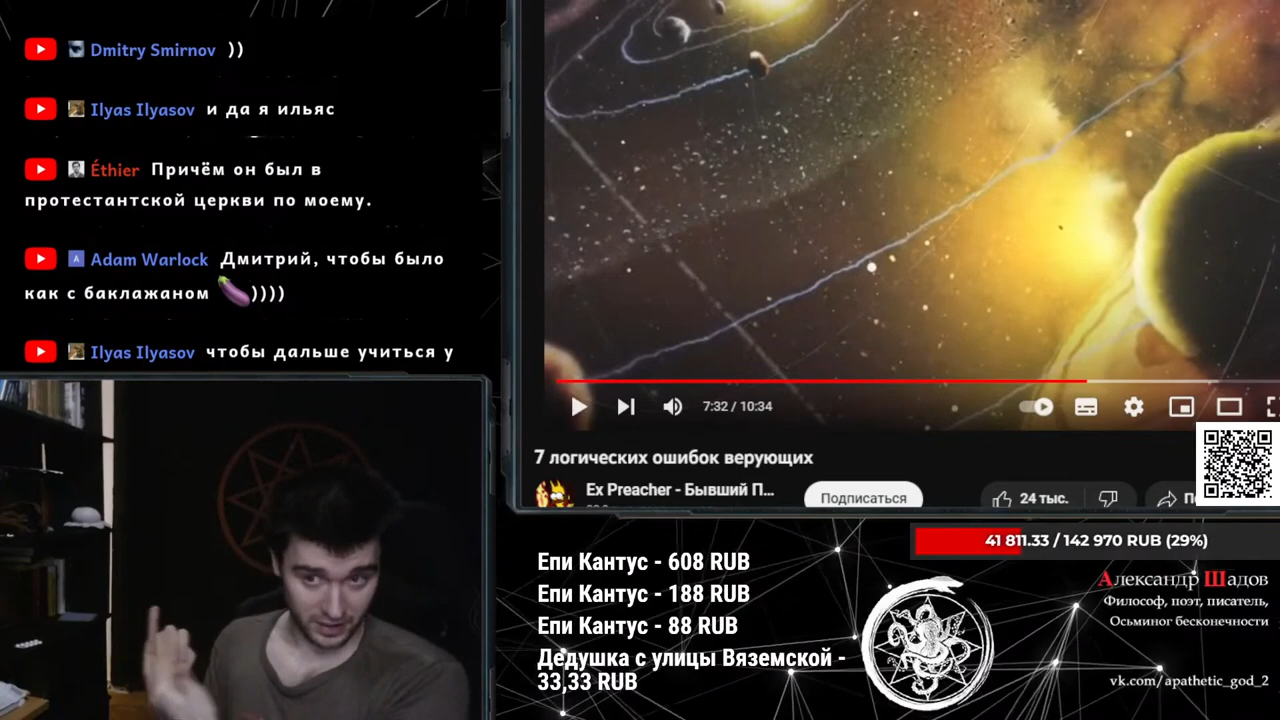 Dmitry Smirnov ))
Ilyas Ilyasov и да я ильяс
Éthier Причём он был в
протестантской церкви по моему.
A Adam Warlock Дмитрий, чтобы было
как с баклажаном 🍆))))
Ilyas Ilyasov чтобы дальше учиться у
7:32 / 10:34
7 логических ошибок верующих
Ex Preacher - Бывший П...
Подписаться
24 тыс.
41 811.33 / 142 970 RUB (29%)
Епи Кантус - 608 RUB
Епи Кантус - 188 RUB
Епи Кантус - 88 RUB
Дедушка с улицы Вяземской -
33,33 RUB
Александр Шадов
Философ, поэт, писатель,
Осьминог бесконечности
vk.com/apathetic_god_2